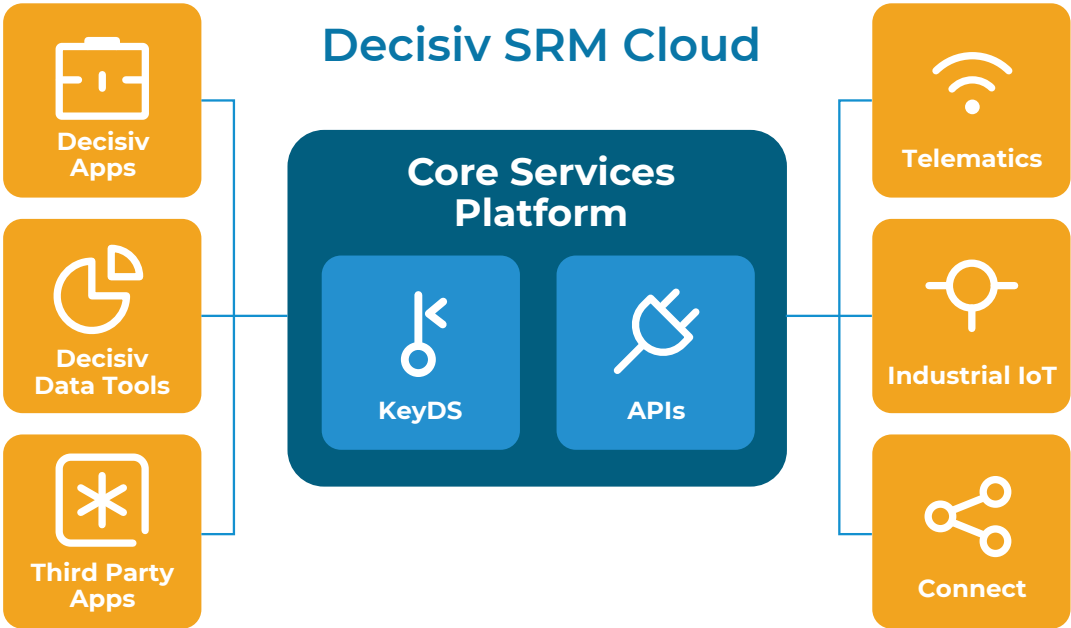 Decisiv SRM Cloud
Decisiv
Apps
Decisiv
Data Tools
Third Party
Apps
Core Services
Platform
KeyDS
APIs
Telematics
Industrial IoT
Connect